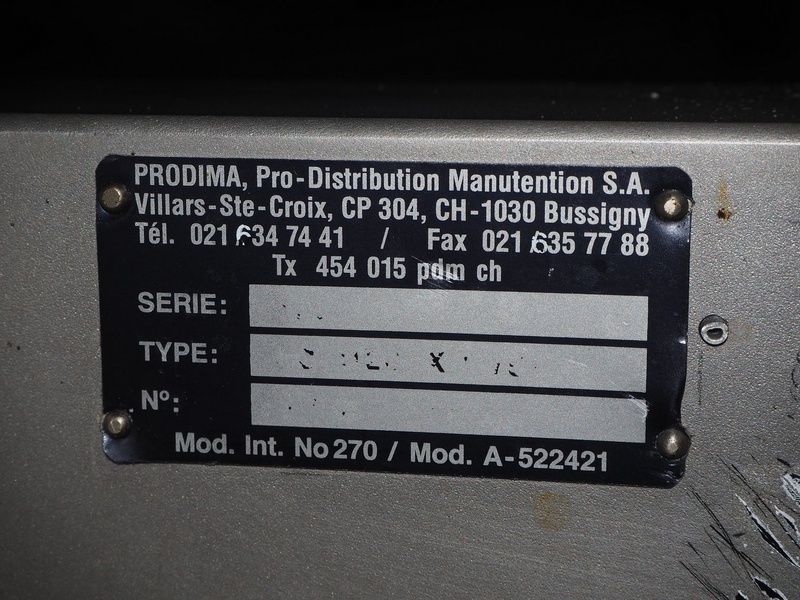 PRODIMA, Pro-Distribution Manutention S.A.
Villars-Ste-Croix, CP 304, CH-1030 Bussigny
Tél. 021 634 74 41 / Fax 021 635 77 88
Tx 454 015 pdm ch
SERIE:
TYPE:
Nº:
Mod. Int. No 270 / Mod. A-522421